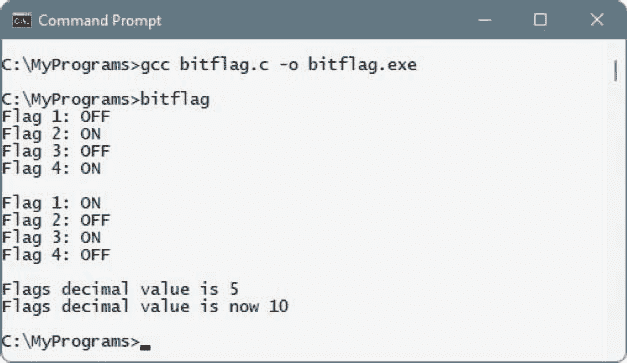 Command Prompt
C:\MyPrograms>gcc bitflag.c -o bitflag.exe
C:\MyPrograms>bitflag
Flag 1: OFF
Flag 2: ON
Flag 3: OFF
Flag 4: ON
Flag 1: ON
Flag 2: OFF
Flag 3: ON
Flag 4: OFF
Flags decimal value is 5
Flags decimal value is now 10
C:\MyPrograms>_